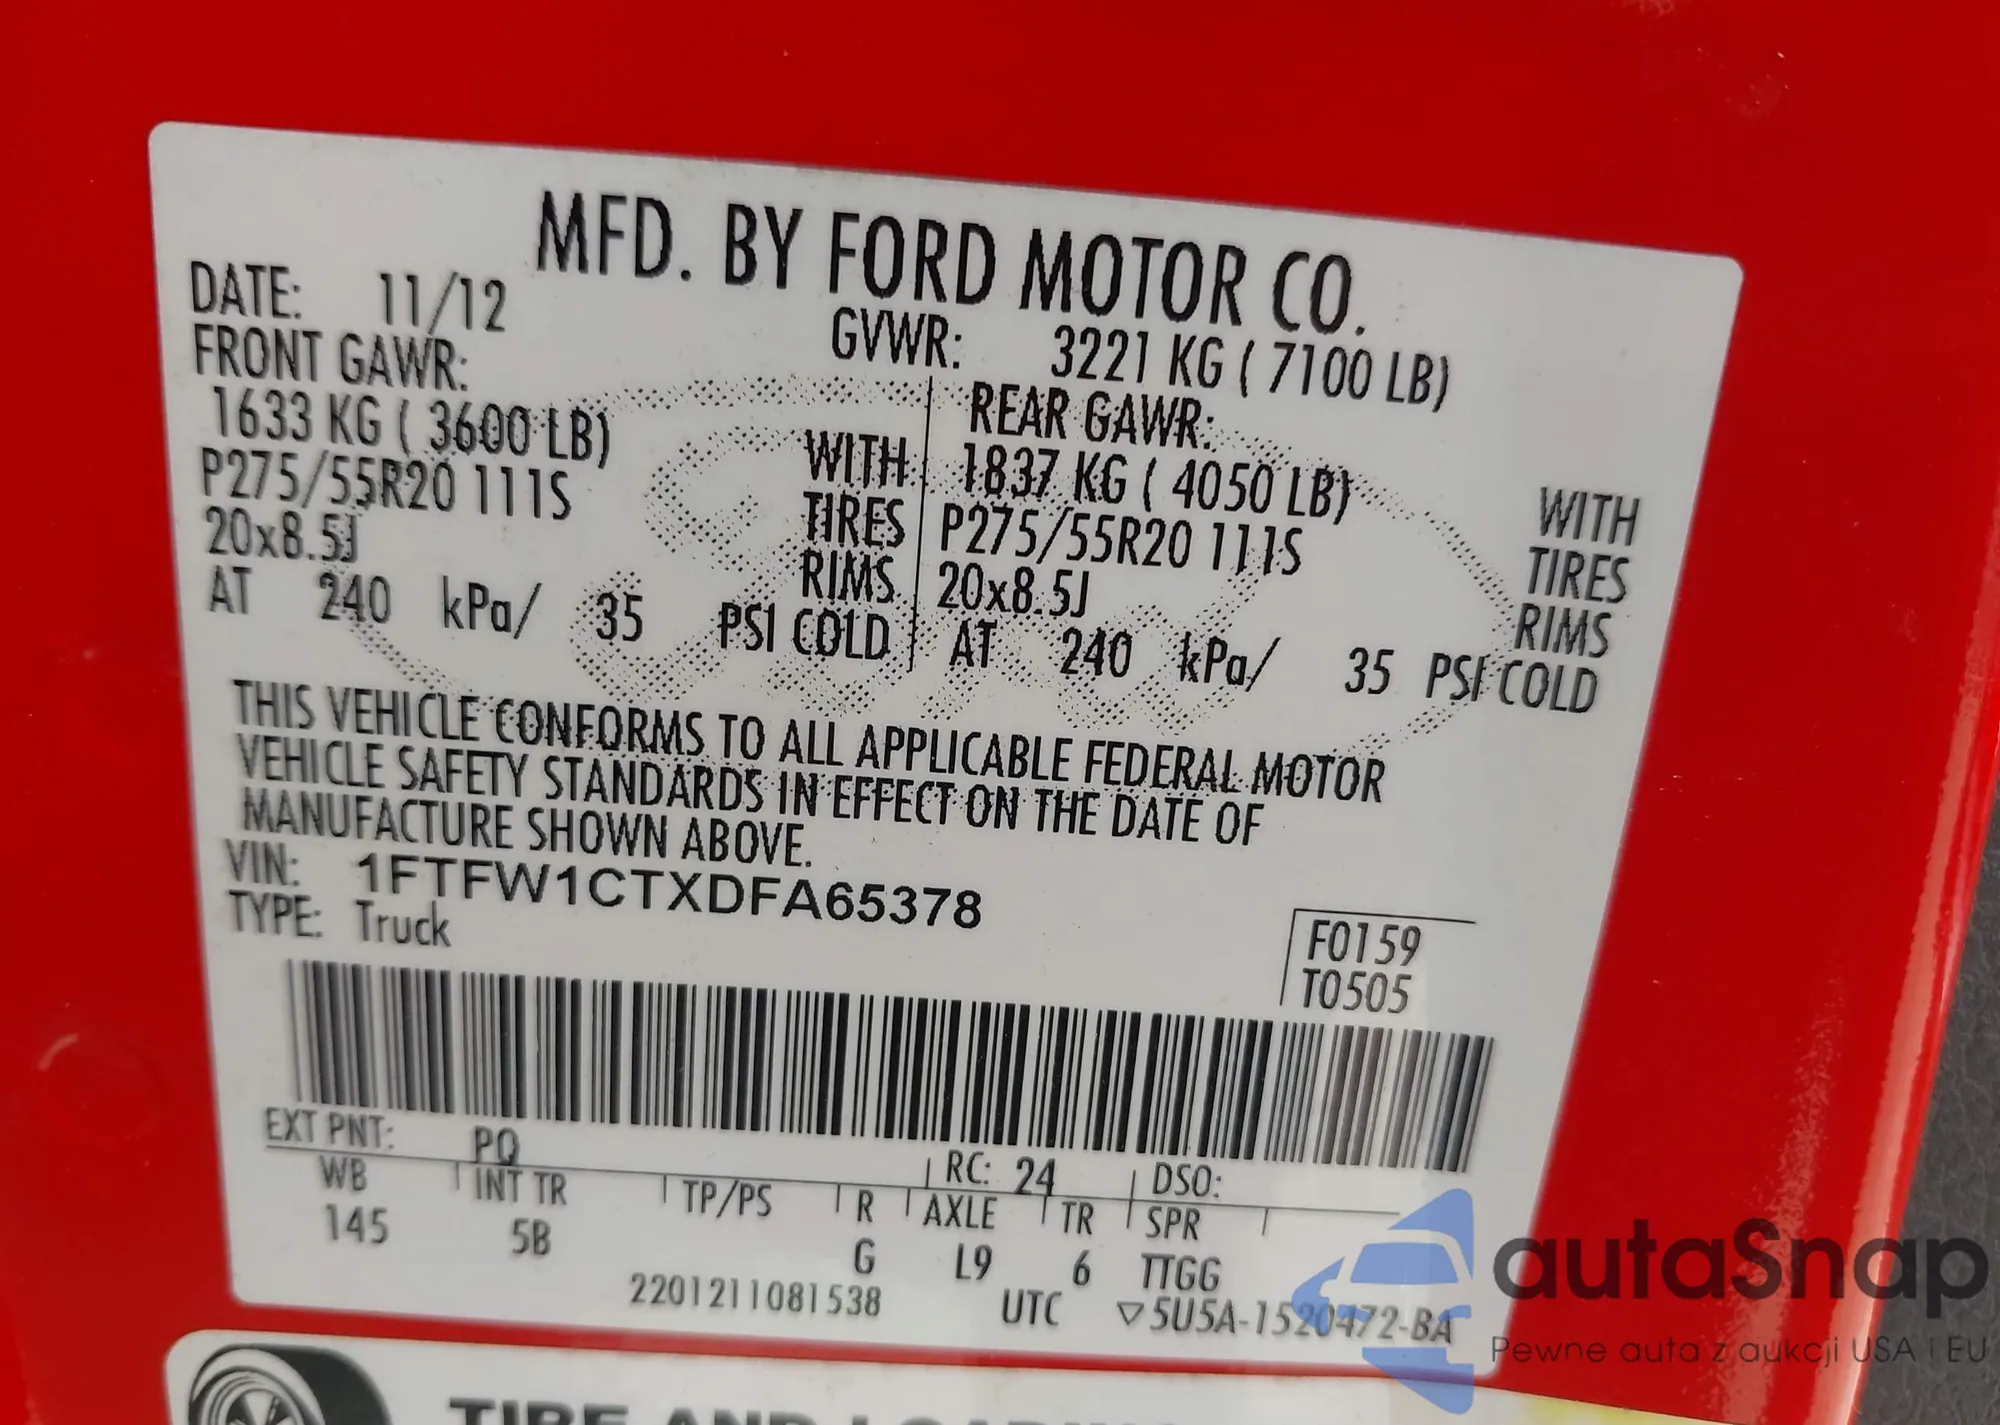 MFD. BY FORD MOTOR CO.
DATE: 11/12 GVWR: 3221 KG ( 7100 LB)
FRONT GAWR: REAR GAWR:
1633 KG ( 3600 LB) WITH 1837 KG ( 4050 LB) WITH
P275/55R20 111S TIRES P275/55R20 111S TIRES
20x8.5J RIMS 20x8.5J RIMS
AT 240 kPa/ 35 PSI COLD AT 240 kPa/ 35 PSI COLD
THIS VEHICLE CONFORMS TO ALL APPLICABLE FEDERAL MOTOR
VEHICLE SAFETY STANDARDS IN EFFECT ON THE DATE OF
MANUFACTURE SHOWN ABOVE.
VIN: 1FTFW1CTXDFA65378
TYPE: Truck
F0159
T0505
EXT PNT: PQ RC: 24 DSO:
WB INT TR TP/PS R AXLE TR SPR
145 5B G L9 6 TTGG
2201211081538 UTC ▽5U5A-1520472-BA
TIRE AND
autaSnap
Pewne auta z aukcji USA i EU